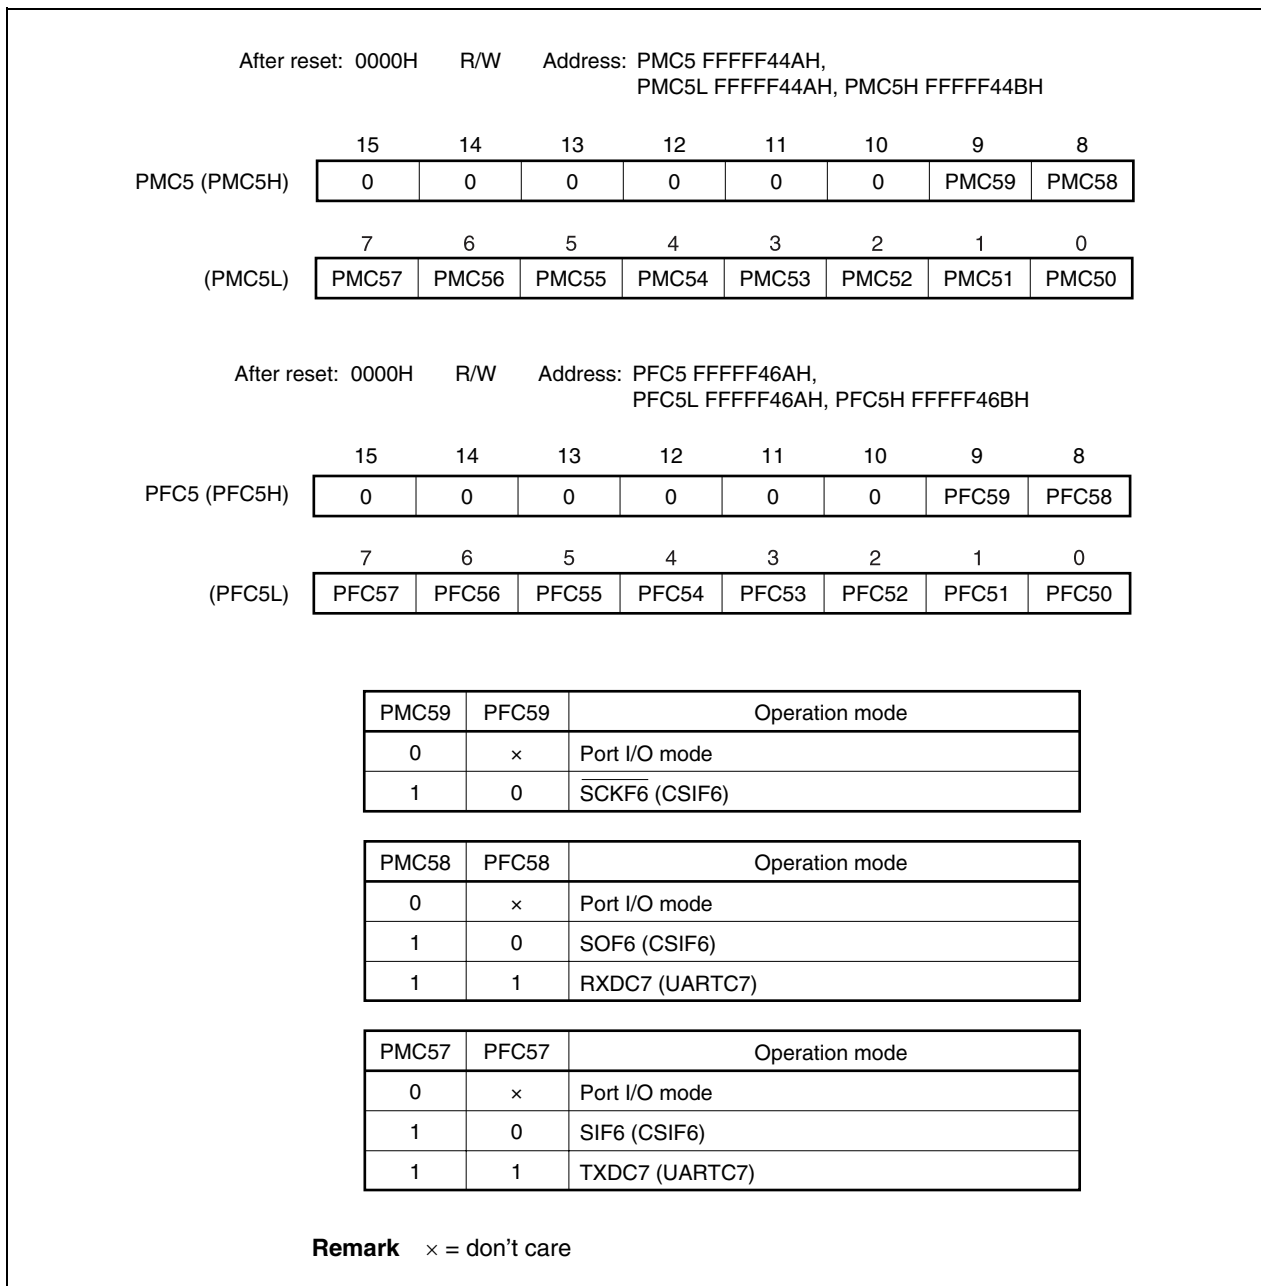 After reset: 0000H R/W Address: PMC5 FFFFF44AH,
PMC5L FFFFF44AH, PMC5H FFFFF44BH
15 14 13 12 11 10 9 8
PMC5 (PMC5H) 0 0 0 0 0 0 PMC59 PMC58
7 6 5 4 3 2 1 0
(PMC5L) PMC57 PMC56 PMC55 PMC54 PMC53 PMC52 PMC51 PMC50
After reset: 0000H R/W Address: PFC5 FFFFF46AH,
PFC5L FFFFF46AH, PFC5H FFFFF46BH
15 14 13 12 11 10 9 8
PFC5 (PFC5H) 0 0 0 0 0 0 PFC59 PFC58
7 6 5 4 3 2 1 0
(PFC5L) PFC57 PFC56 PFC55 PFC54 PFC53 PFC52 PFC51 PFC50
PMC59 PFC59 Operation mode
0 × Port I/O mode
1 0 S̅C̅K̅F̅6̅ (CSIF6)
PMC58 PFC58 Operation mode
0 × Port I/O mode
1 0 SOF6 (CSIF6)
1 1 RXDC7 (UARTC7)
PMC57 PFC57 Operation mode
0 × Port I/O mode
1 0 SIF6 (CSIF6)
1 1 TXDC7 (UARTC7)
Remark × = don't care